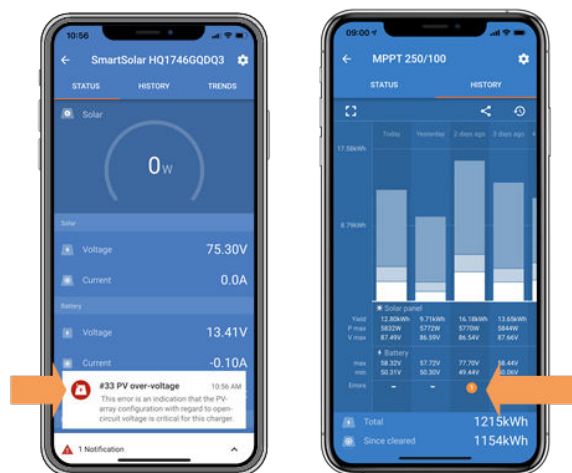 10:56
SmartSolar HQ1746GQDQ3
STATUS HISTORY TRENDS
Solar
0W
Solar
Voltage 75.30V
Current 0.0A
Battery
Voltage 13.41V
Current -0.10A
#33 PV over-voltage 10:56 AM
This error is an indication that the PV-
array configuration with regard to open-
circuit voltage is critical for this charger.
1 Notification
09:00
MPPT 250/100
STATUS HISTORY
Today Yesterday 2 days ago 3 days ago 4
17.58kWh
8.79kWh
Solar panel
Yield 12.80kWh 9.71kWh 16.18kWh 13.65kWh
P max 5832W 5772W 5770W 5844W
V max 87.49V 86.59V 86.54V 87.66V
Battery
max 58.32V 57.72V 77.70V 58.44V
min 50.31V 50.30V 49.44V 50.06V
Errors - - 1
Total 1215kWh
Since cleared 1154kWh